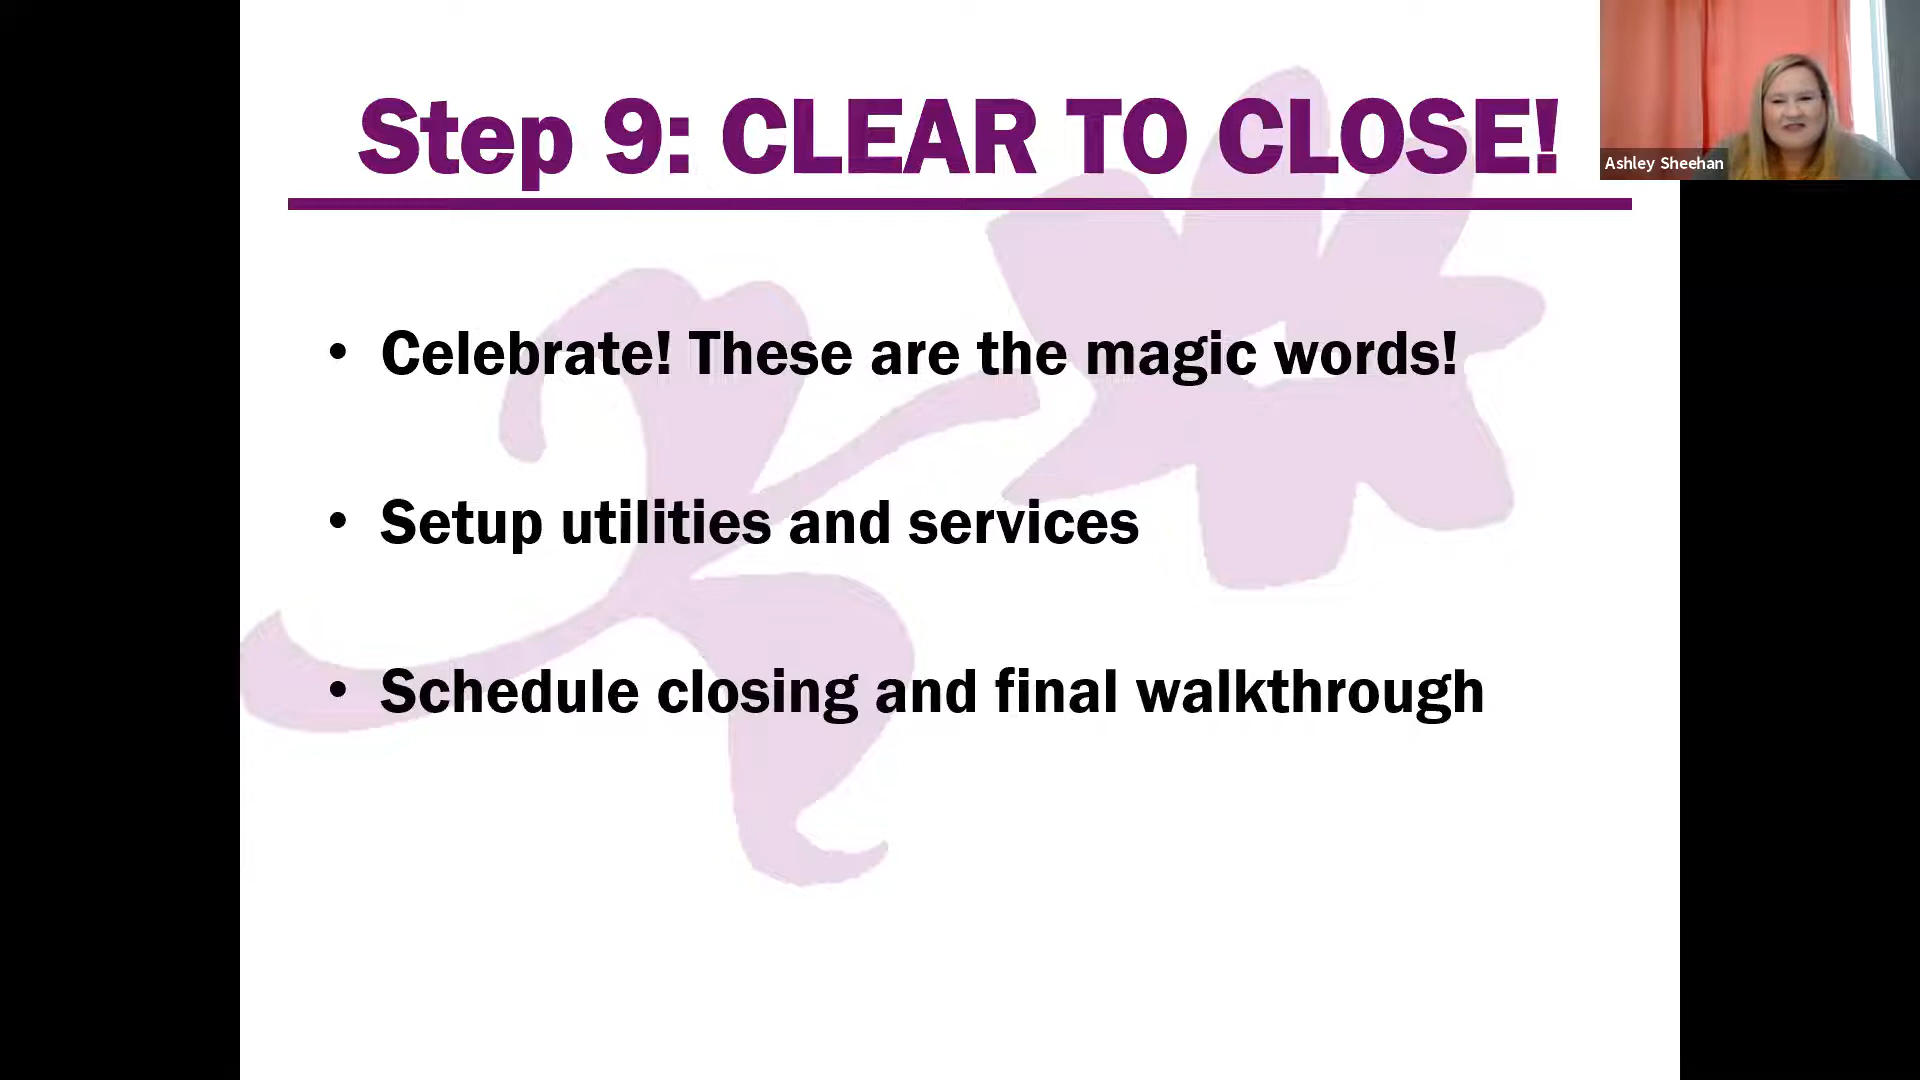 Step 9: CLEAR TO CLOSE!
Ashley Sheehan
• Celebrate! These are the magic words!
• Setup utilities and services
• Schedule closing and final walkthrough